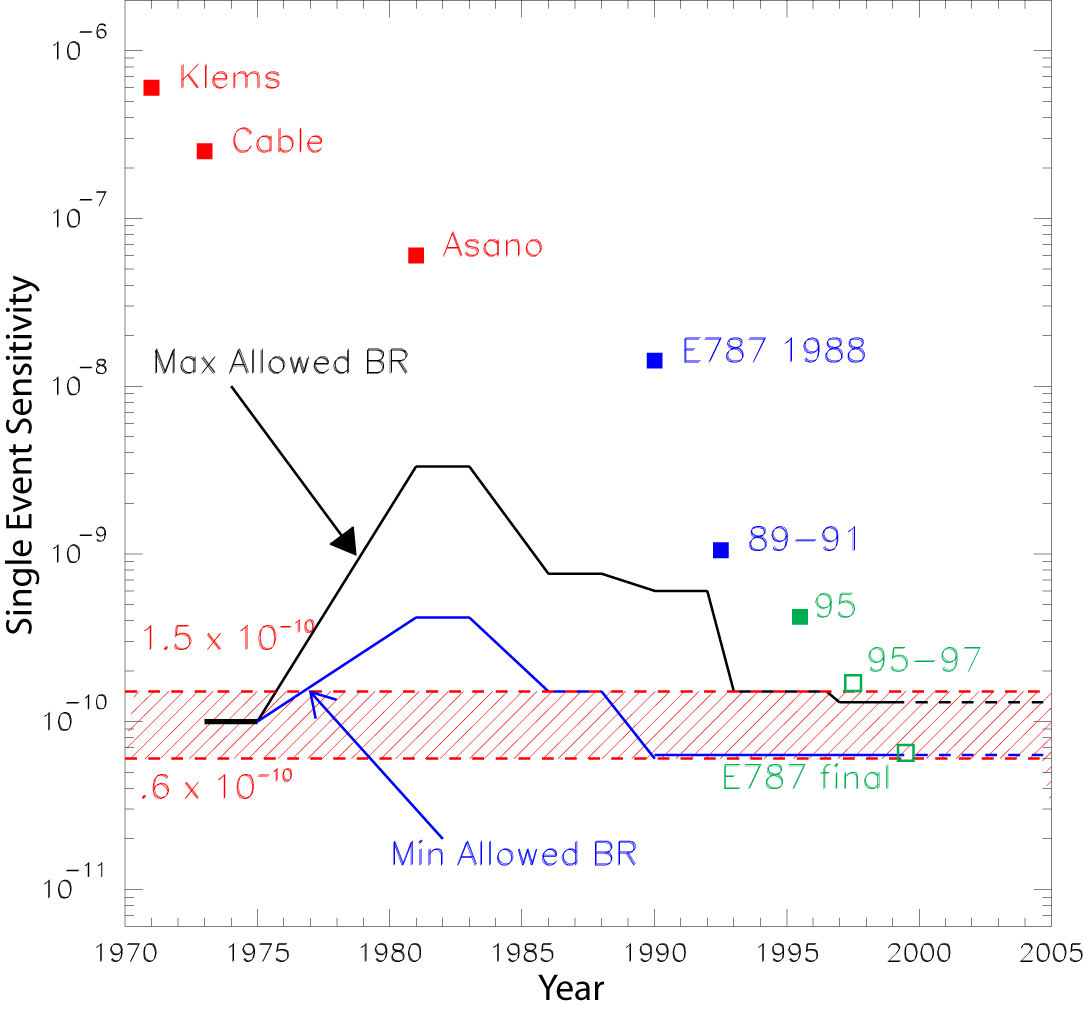 10⁻⁶
Klems
Cable
10⁻⁷
Asano
E787 1988
Max Allowed BR
10⁻⁸
89−91
10⁻⁹
95
1.5 x 10⁻¹⁰
95−97
10⁻¹⁰
E787 final
.6 x 10⁻¹⁰
Min Allowed BR
10⁻¹¹
Single Event Sensitivity
1970 1975 1980 1985 1990 1995 2000 2005
Year